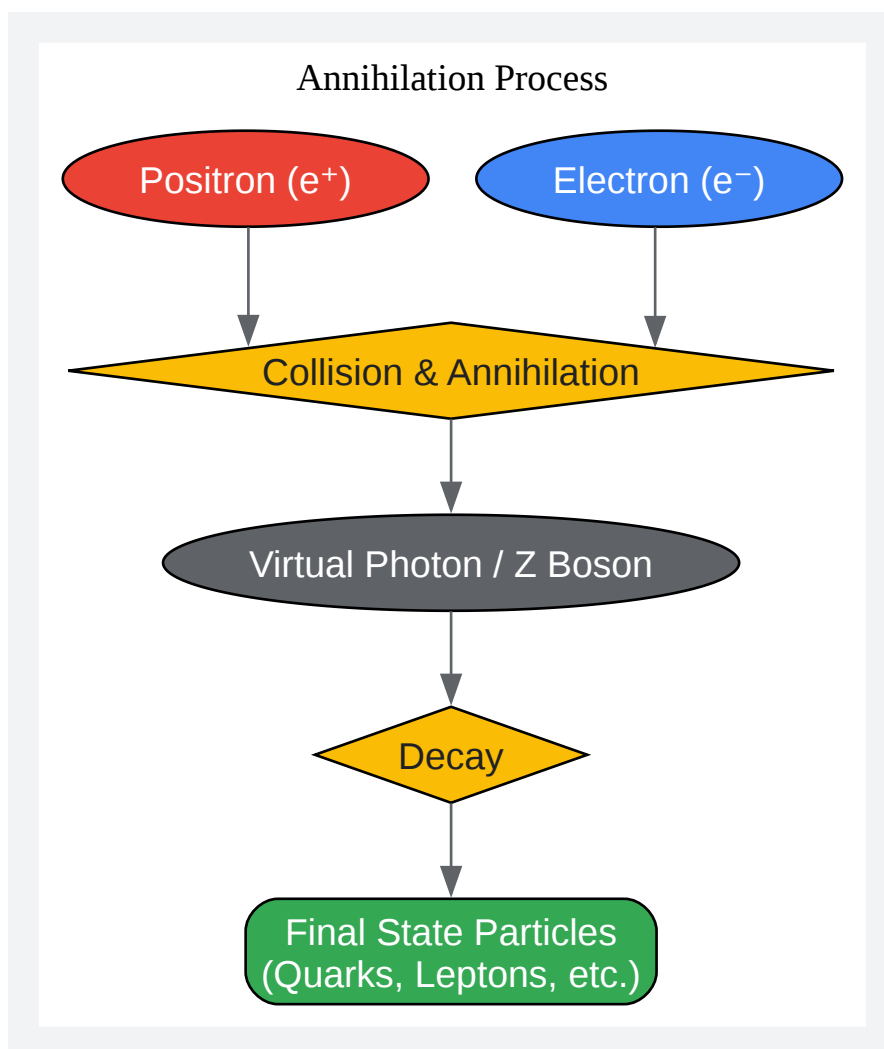 Annihilation Process
Positron (e⁺)
Electron (e⁻)
Collision & Annihilation
Virtual Photon / Z Boson
Decay
Final State Particles
(Quarks, Leptons, etc.)